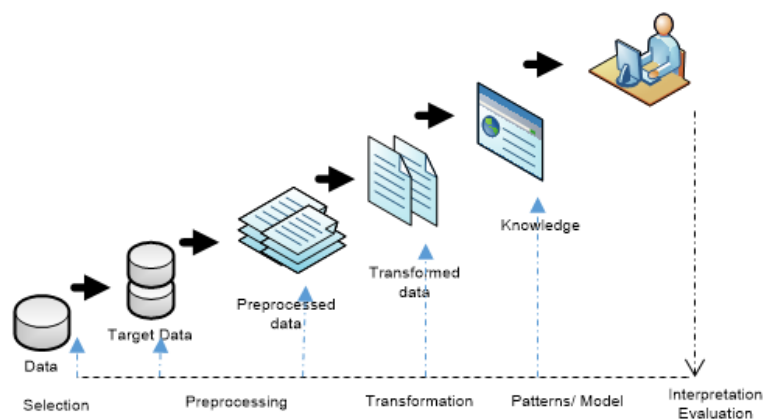 Knowledge
Transformed
data
Preprocessed
data
Target Data
Data
Selection
Preprocessing
Transformation
Patterns/ Model
Interpretation
Evaluation